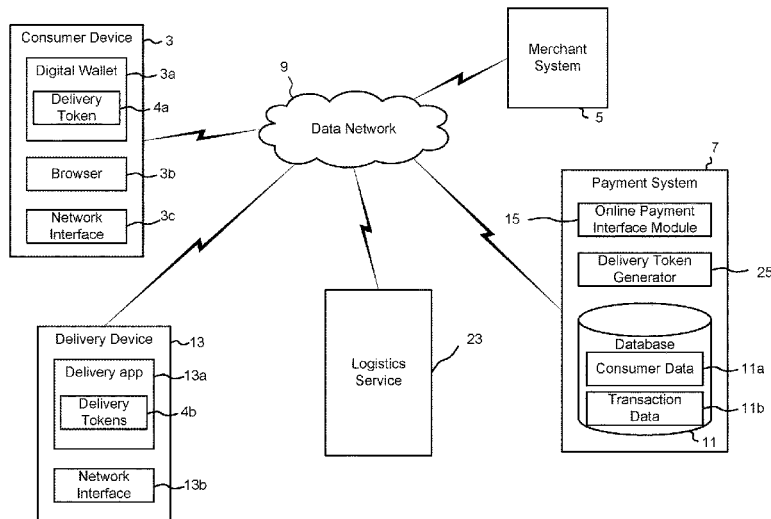 Consumer Device
3
Digital Wallet
3a
Delivery
Token
4a
Browser
3b
Network
Interface
3c
9
Data Network
Merchant
System
5
7
Payment System
15
Online Payment
Interface Module
Delivery Token
Generator
25
Database
Consumer Data
11a
Transaction
Data
11b
11
Delivery Device
13
Delivery app
13a
Delivery
Tokens
4b
Network
Interface
13b
Logistics
Service
23